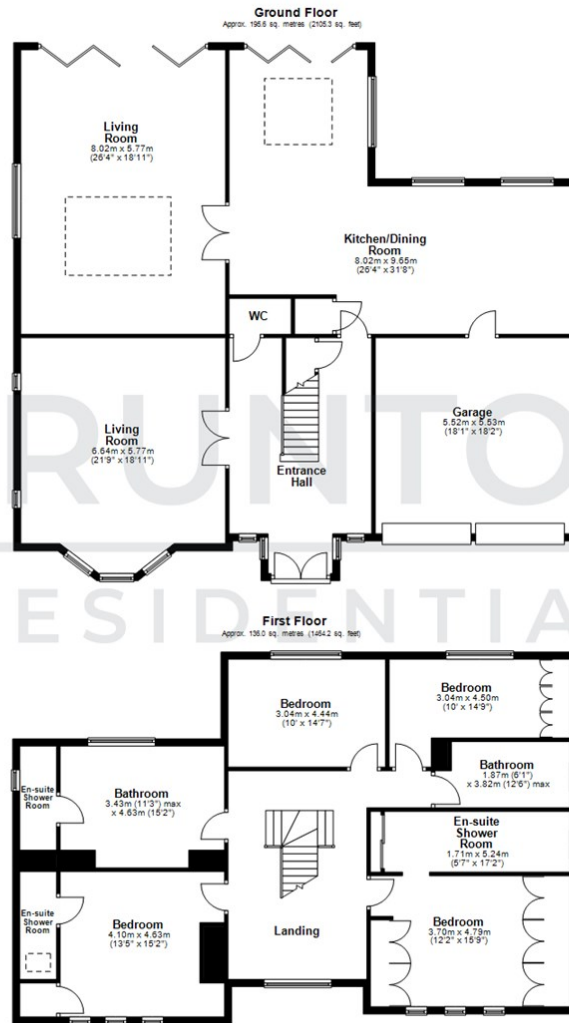 Ground Floor
Approx. 195.6 sq. metres (2105.3 sq. feet)
Living
Room
8.02m x 5.77m
(26'4" x 18'11")
Kitchen/Dining
Room
8.02m x 9.65m
(26'4" x 31'8")
WC
Living
Room
6.64m x 5.77m
(21'9" x 18'11")
Entrance
Hall
Garage
5.52m x 5.53m
(18'1" x 18'2")
RUNTO
ESIDENTIA
First Floor
Approx. 136.0 sq. metres (1464.2 sq. feet)
Bedroom
3.04m x 4.44m
(10' x 14'7")
Bedroom
3.04m x 4.50m
(10' x 14'9")
En-suite
Shower
Room
Bathroom
3.43m (11'3") max
x 4.63m (15'2")
Bathroom
1.87m (6'1")
x 3.82m (12'6") max
En-suite
Shower
Room
1.71m x 5.24m
(5'7" x 17'2")
En-suite
Shower
Room
Bedroom
4.10m x 4.63m
(13'5" x 15'2")
Landing
Bedroom
3.70m x 4.79m
(12'2" x 15'9")